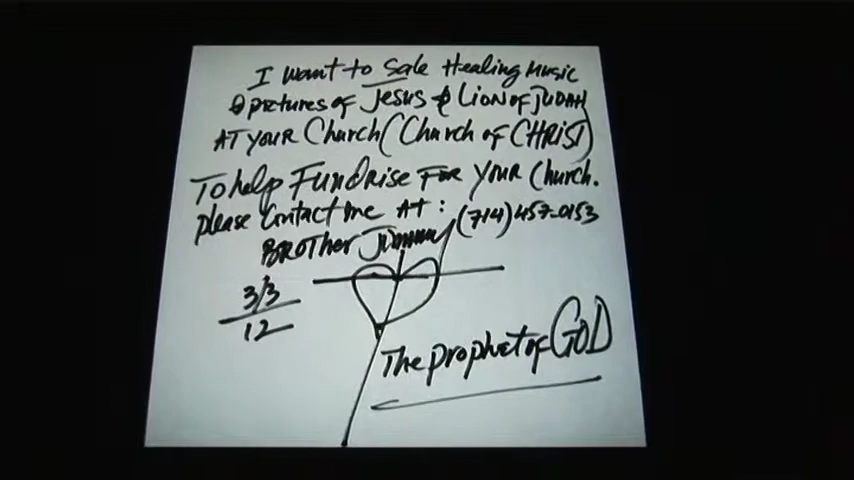 I want to Sale Healing Music
& pictures of Jesus & Lion of JUDAH
AT your Church (Church of CHRIST)
To help Fundrise For your Church.
please Contact me AT :
(714) 457-0153
BROTHER Jimmy
3/3
12
The prophet of GOD